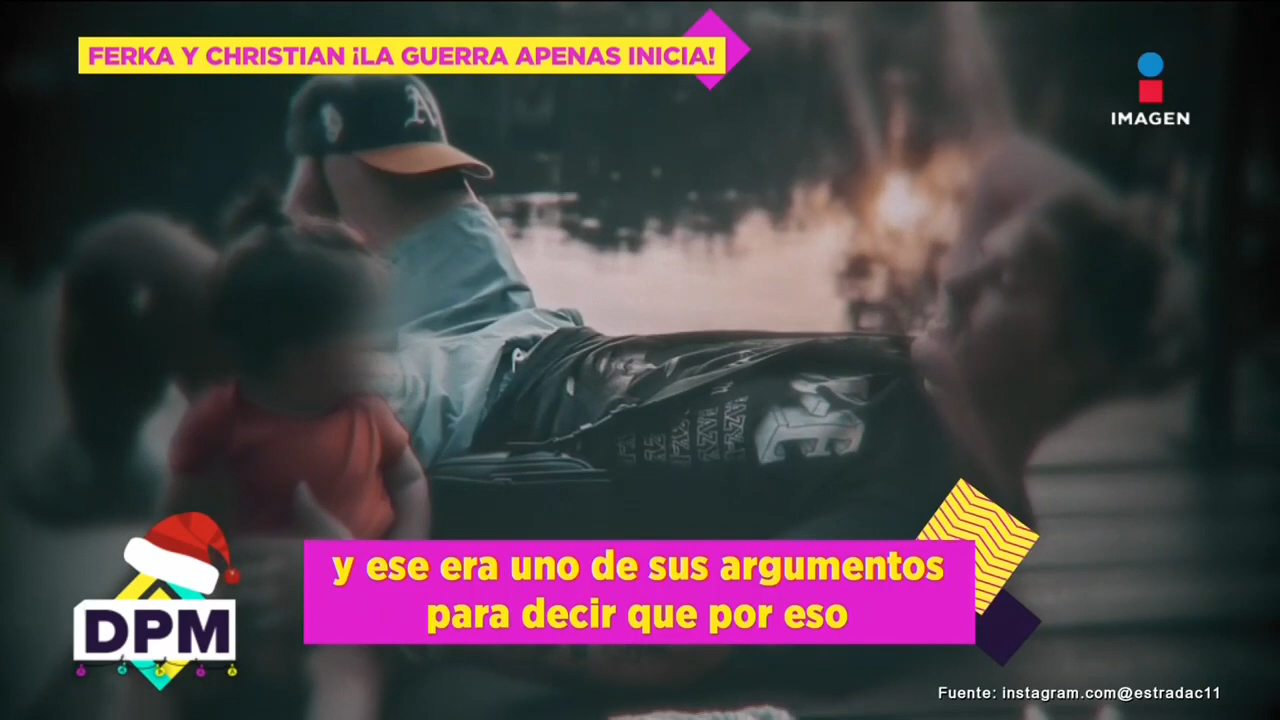 FERKA Y CHRISTIAN ¡LA GUERRA APENAS INICIA!
IMAGEN
A
y ese era uno de sus argumentos
para decir que por eso
DPM
Fuente: instagram.com@estradac11